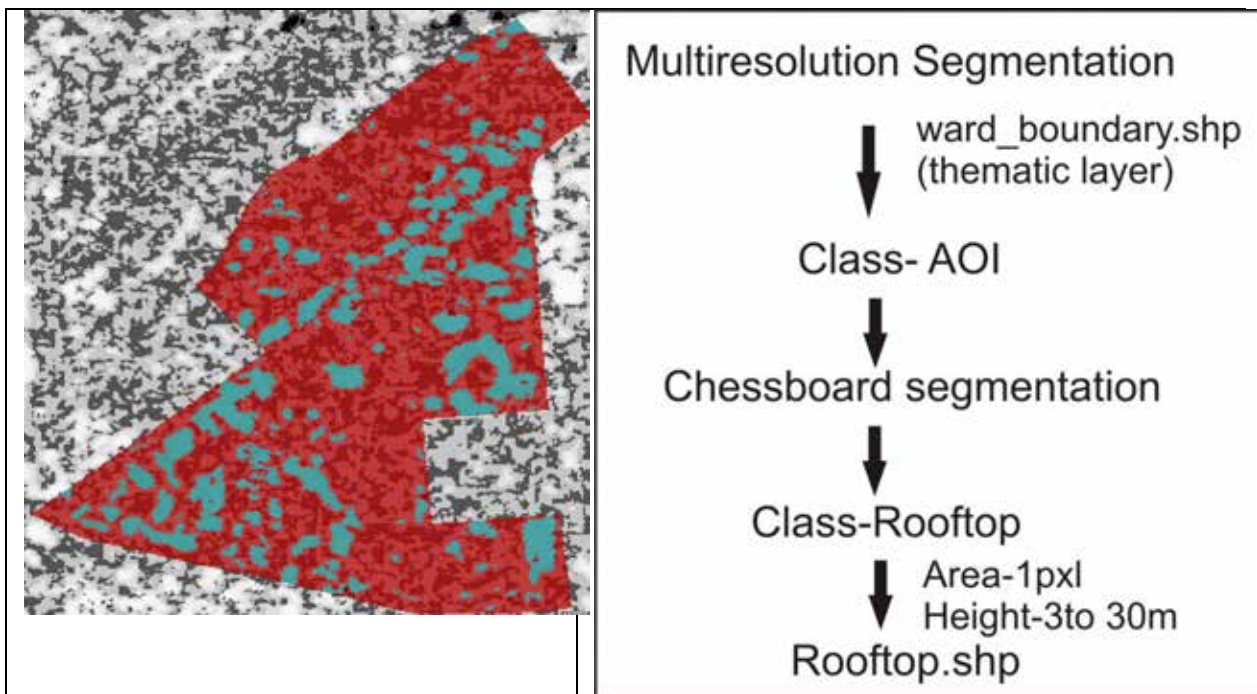 Multiresolution Segmentation
ward_boundary.shp
(thematic layer)
Class- AOI
Chessboard segmentation
Class-Rooftop
Area-1pxl
Height-3to 30m
Rooftop.shp